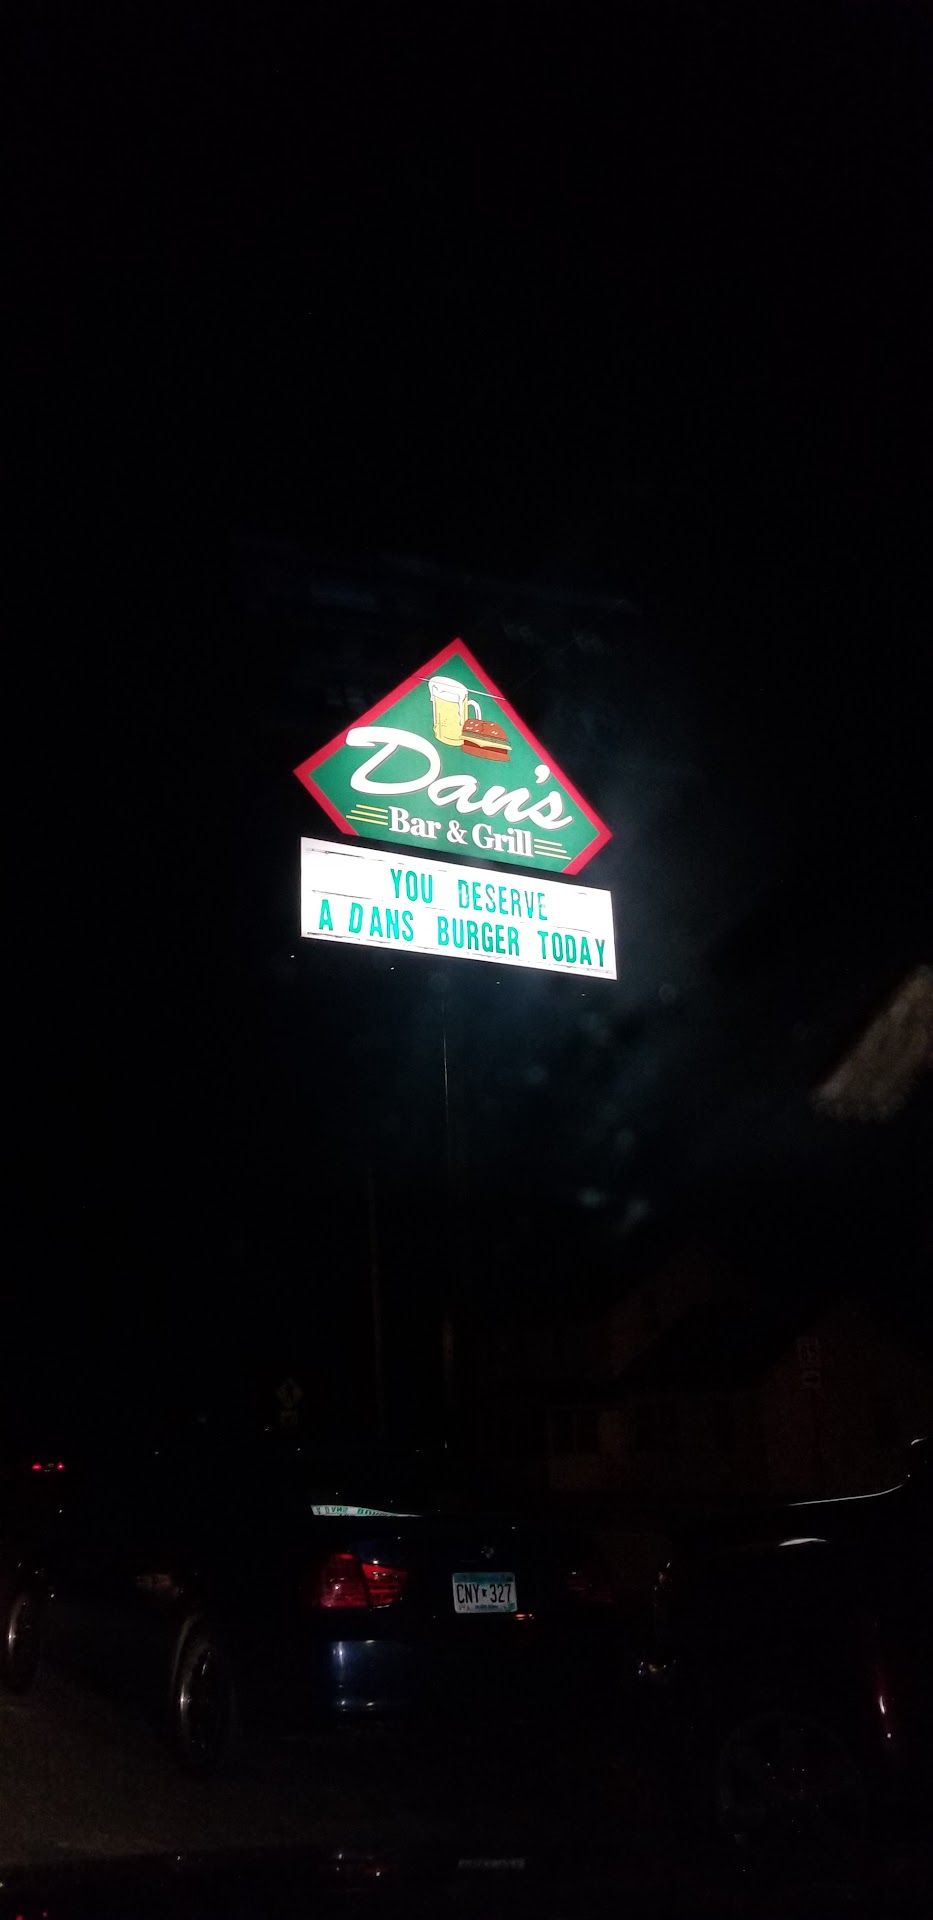 Dan's
Bar & Grill
YOU DESERVE
A DANS BURGER TODAY
CNY 327